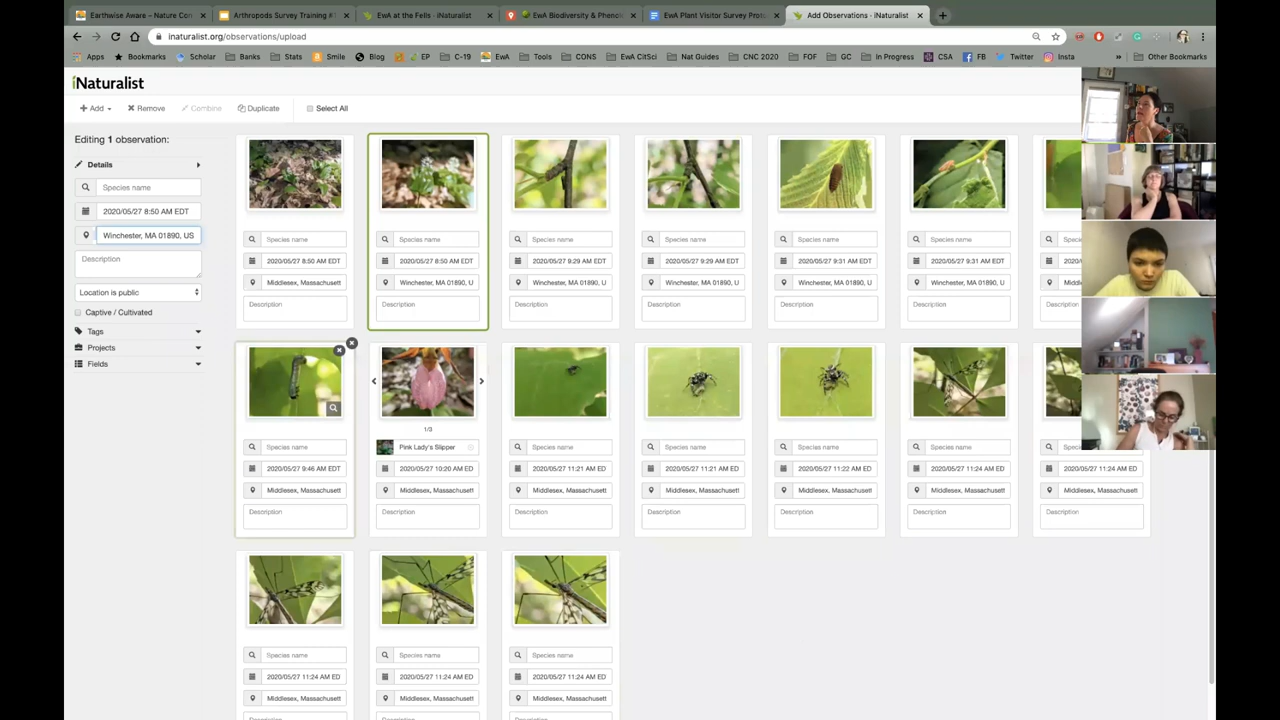 Earthwise Aware – Nature Con
Arthropods Survey Training #1
EwA at the Fells · iNaturalist
EwA Biodiversity & Phenolo
EwA Plant Visitor Survey Proto
Add Observations · iNaturalist
inaturalist.org/observations/upload
Apps Bookmarks Scholar Banks Stats Smile Blog EP C-19 EwA Tools CONS EwA CitSci Nat Guides CNC 2020 FOF GC In Progress CSA FB Twitter Insta » Other Bookmarks
iNaturalist
Add Remove Combine Duplicate Select All
Editing 1 observation:
Details
Species name
2020/05/27 8:50 AM EDT
Winchester, MA 01890, US
Description
Location is public
Captive / Cultivated
Tags
Projects
Fields
Species name Species name Species name Species name Species name Species name
2020/05/27 8:50 AM EDT 2020/05/27 8:50 AM EDT 2020/05/27 9:29 AM EDT 2020/05/27 9:29 AM EDT 2020/05/27 9:31 AM EDT 2020/05/27 9:31 AM EDT
Middlesex, Massachusett Winchester, MA 01890, U Winchester, MA 01890, U Winchester, MA 01890, U Winchester, MA 01890, U Winchester, MA 01890, U
Description Description Description Description Description Description
1/3
Species name Pink Lady's Slipper Species name Species name Species name Species name Species name
2020/05/27 9:46 AM EDT 2020/05/27 10:20 AM ED 2020/05/27 11:21 AM ED 2020/05/27 11:21 AM ED 2020/05/27 11:22 AM ED 2020/05/27 11:24 AM ED 2020/05/27 11:24 AM ED
Middlesex, Massachusett Middlesex, Massachusett Middlesex, Massachusett Middlesex, Massachusett Middlesex, Massachusett Middlesex, Massachusett Middlesex, Massachusett
Description Description Description Description Description Description Description
Species name Species name Species name
2020/05/27 11:24 AM ED 2020/05/27 11:24 AM ED 2020/05/27 11:24 AM ED
Middlesex, Massachusett Middlesex, Massachusett Middlesex, Massachusett